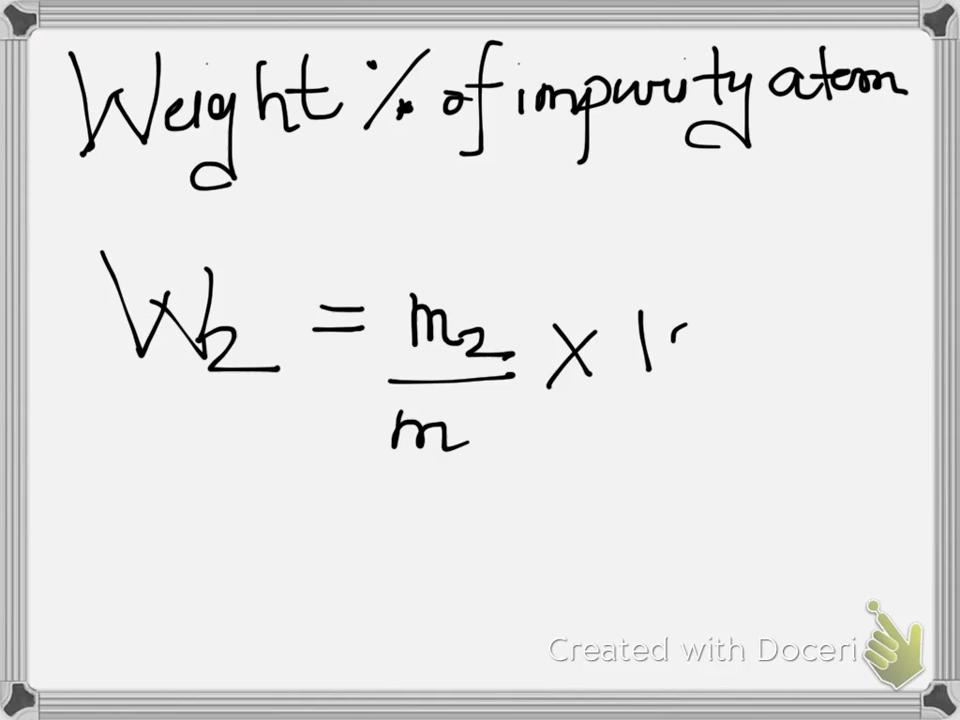 Weight % of impurity atom
W2 = m2/m × 1
Created with Doceri